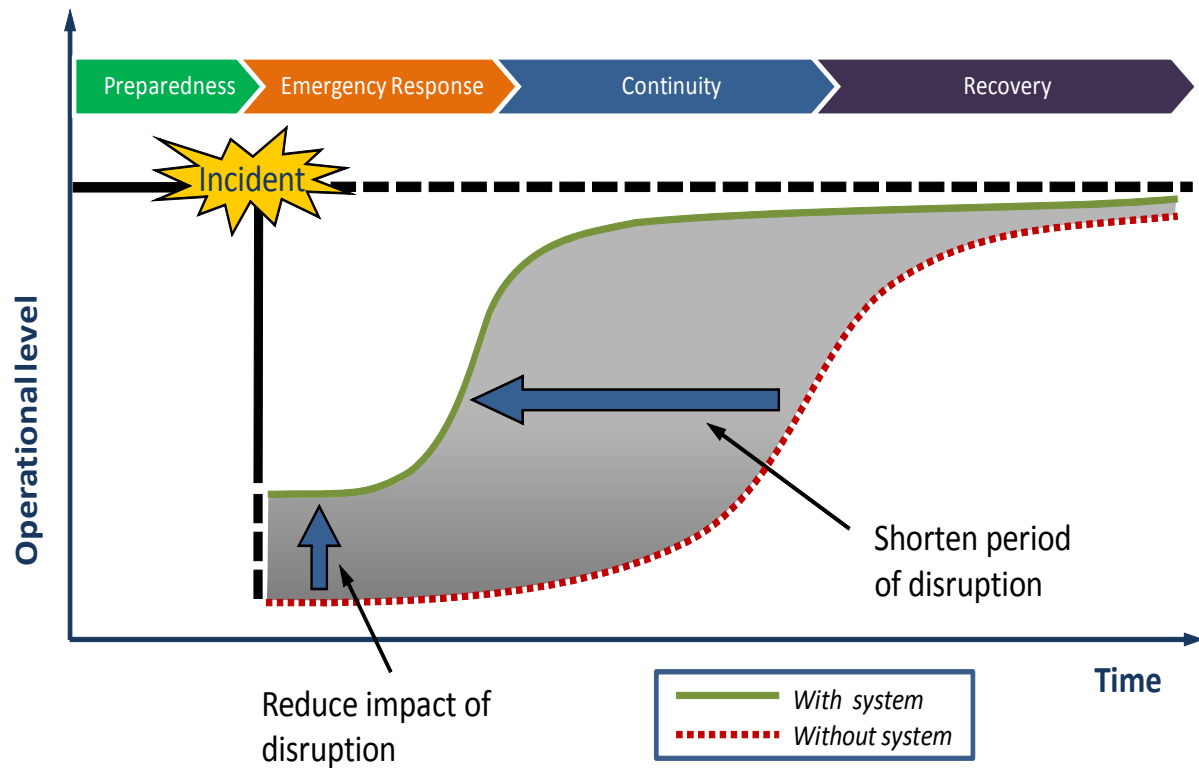 Preparedness
Emergency Response
Continuity
Recovery
Incident
Operational level
Shorten period
of disruption
Reduce impact of
disruption
Time
With system
Without system